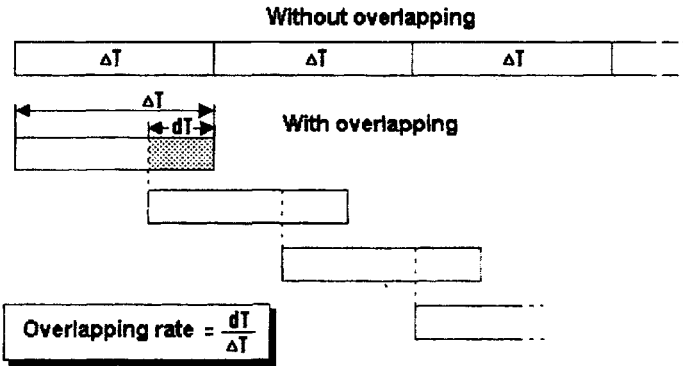 Without overlapping
ΔT ΔT ΔT
ΔT
dT
With overlapping
Overlapping rate = dT / ΔT